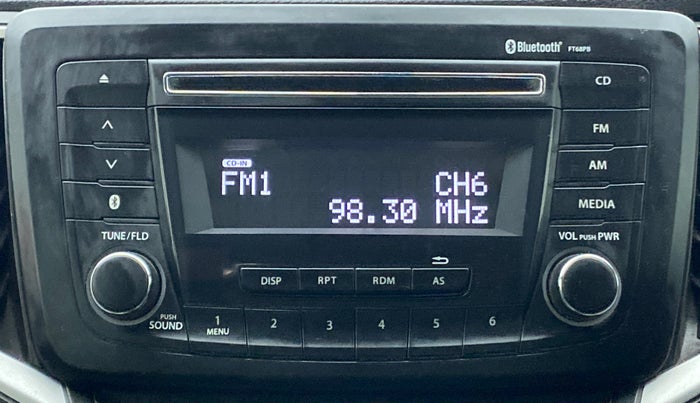 Bluetooth® FT68PB
CD
FM
AM
MEDIA
CD-IN
FM1 CH6
98.30 MHz
TUNE/FLD
VOL PUSH PWR
DISP RPT RDM AS
PUSH
SOUND
1 2 3 4 5 6
MENU